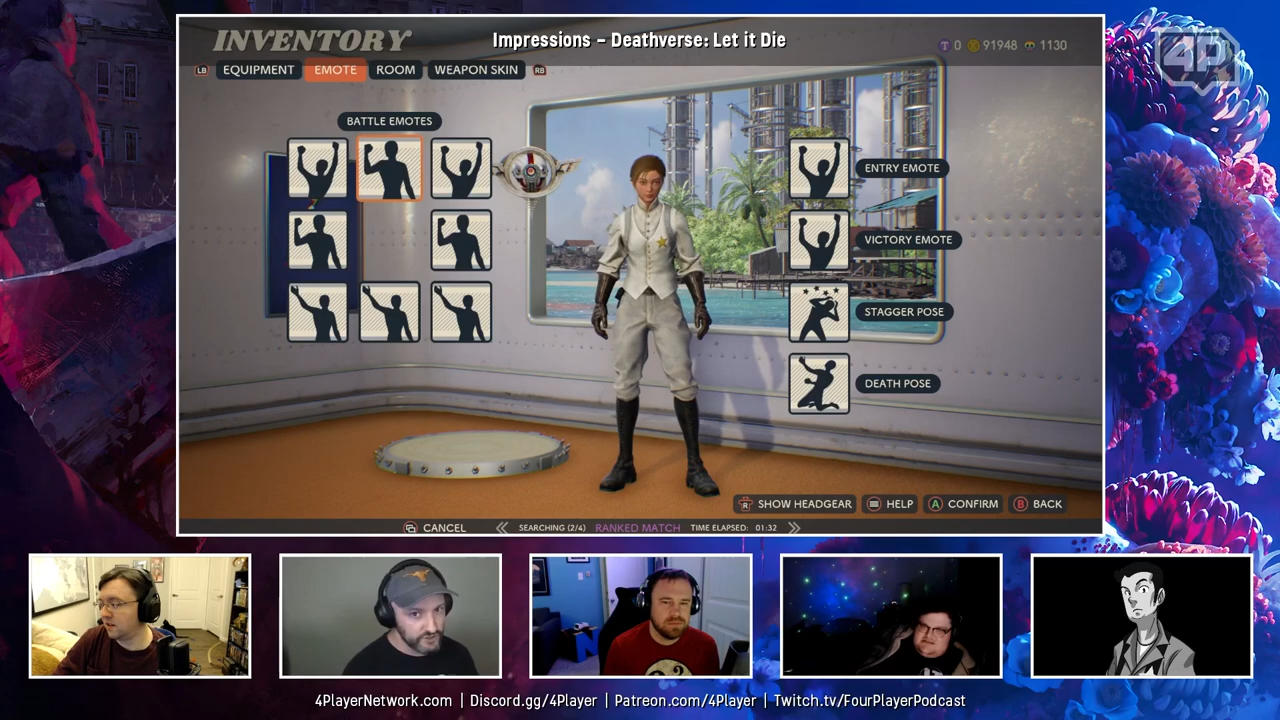 INVENTORY
Impressions – Deathverse: Let it Die
T 0 91948 1130
4P
LB EQUIPMENT EMOTE ROOM WEAPON SKIN RB
BATTLE EMOTES
ENTRY EMOTE
VICTORY EMOTE
STAGGER POSE
DEATH POSE
R SHOW HEADGEAR HELP A CONFIRM B BACK
CANCEL SEARCHING (2/4) RANKED MATCH TIME ELAPSED: 01:32
4PlayerNetwork.com | Discord.gg/4Player | Patreon.com/4Player | Twitch.tv/FourPlayerPodcast